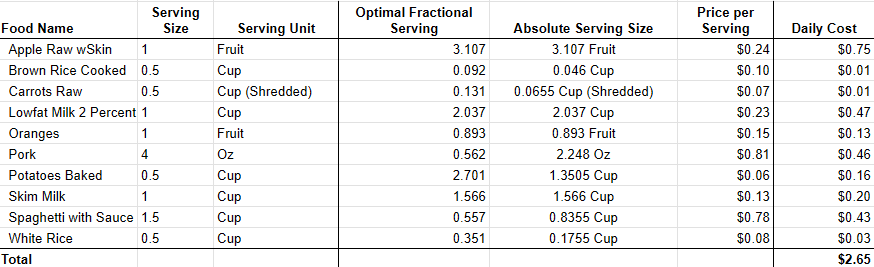 Food Name Serving Size Serving Unit Optimal Fractional Serving Absolute Serving Size Price per Serving Daily Cost
Apple Raw wSkin 1 Fruit 3.107 3.107 Fruit $0.24 $0.75
Brown Rice Cooked 0.5 Cup 0.092 0.046 Cup $0.10 $0.01
Carrots Raw 0.5 Cup (Shredded) 0.131 0.0655 Cup (Shredded) $0.07 $0.01
Lowfat Milk 2 Percent 1 Cup 2.037 2.037 Cup $0.23 $0.47
Oranges 1 Fruit 0.893 0.893 Fruit $0.15 $0.13
Pork 4 Oz 0.562 2.248 Oz $0.81 $0.46
Potatoes Baked 0.5 Cup 2.701 1.3505 Cup $0.06 $0.16
Skim Milk 1 Cup 1.566 1.566 Cup $0.13 $0.20
Spaghetti with Sauce 1.5 Cup 0.557 0.8355 Cup $0.78 $0.43
White Rice 0.5 Cup 0.351 0.1755 Cup $0.08 $0.03
Total $2.65